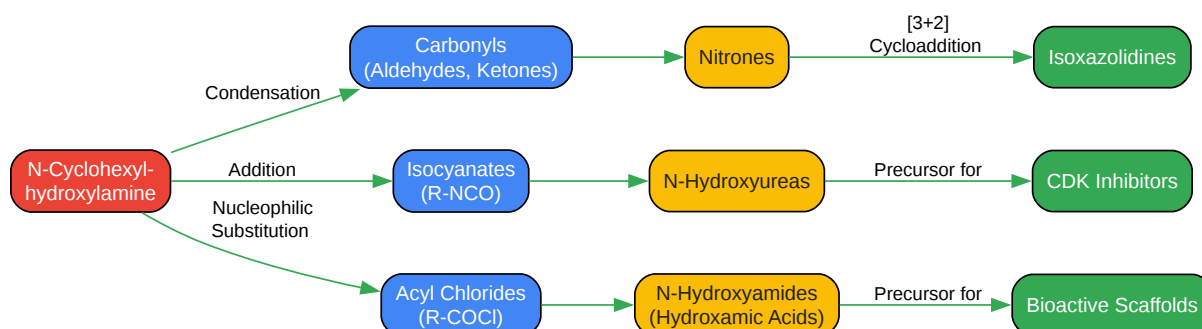 [3+2]
Cycloaddition
Carbonyls
(Aldehydes, Ketones)
Nitrones
Isoxazolidines
Condensation
N-Cyclohexyl-
hydroxylamine
Addition
Isocyanates
(R-NCO)
N-Hydroxyureas
Precursor for
CDK Inhibitors
Nucleophilic
Substitution
Acyl Chlorides
(R-COCl)
N-Hydroxyamides
(Hydroxamic Acids)
Precursor for
Bioactive Scaffolds